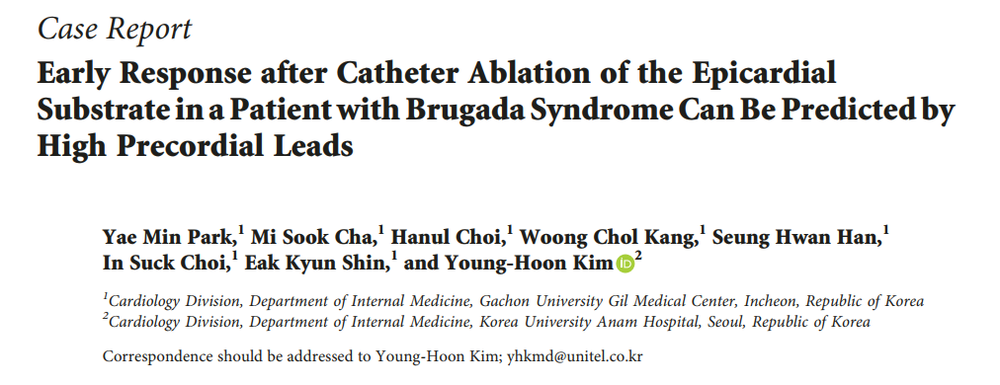 Case Report
Early Response after Catheter Ablation of the Epicardial
Substrate in a Patient with Brugada Syndrome Can Be Predicted by
High Precordial Leads
Yae Min Park,1 Mi Sook Cha,1 Hanul Choi,1 Woong Chol Kang,1 Seung Hwan Han,1
In Suck Choi,1 Eak Kyun Shin,1 and Young-Hoon Kim iD 2
1Cardiology Division, Department of Internal Medicine, Gachon University Gil Medical Center, Incheon, Republic of Korea
2Cardiology Division, Department of Internal Medicine, Korea University Anam Hospital, Seoul, Republic of Korea
Correspondence should be addressed to Young-Hoon Kim; yhkmd@unitel.co.kr